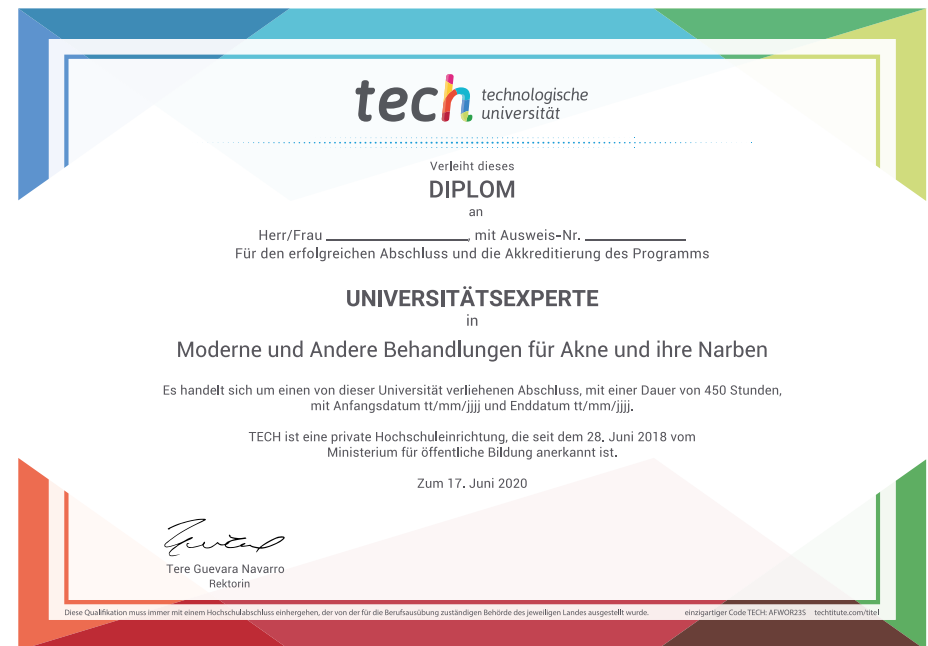 tech technologische
universität
Verleiht dieses
DIPLOM
an
Herr/Frau ____________________, mit Ausweis-Nr. ______________
Für den erfolgreichen Abschluss und die Akkreditierung des Programms
UNIVERSITÄTSEXPERTE
in
Moderne und Andere Behandlungen für Akne und ihre Narben
Es handelt sich um einen von dieser Universität verliehenen Abschluss, mit einer Dauer von 450 Stunden,
mit Anfangsdatum tt/mm/jjjj und Enddatum tt/mm/jjjj.
TECH ist eine private Hochschuleinrichtung, die seit dem 28. Juni 2018 vom
Ministerium für öffentliche Bildung anerkannt ist.
Zum 17. Juni 2020
Tere Guevara Navarro
Rektorin
Diese Qualifikation muss immer mit einem Hochschulabschluss einhergehen, der von der für die Berufsausübung zuständigen Behörde des jeweiligen Landes ausgestellt wurde. einzigartiger Code TECH: AFWOR23S techtitute.com/titel